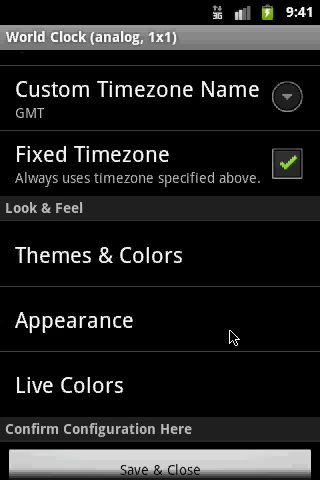 3G 9:41
World Clock (analog, 1x1)
Custom Timezone Name
GMT
Fixed Timezone
Always uses timezone specified above.
Look & Feel
Themes & Colors
Appearance
Live Colors
Confirm Configuration Here
Save & Close